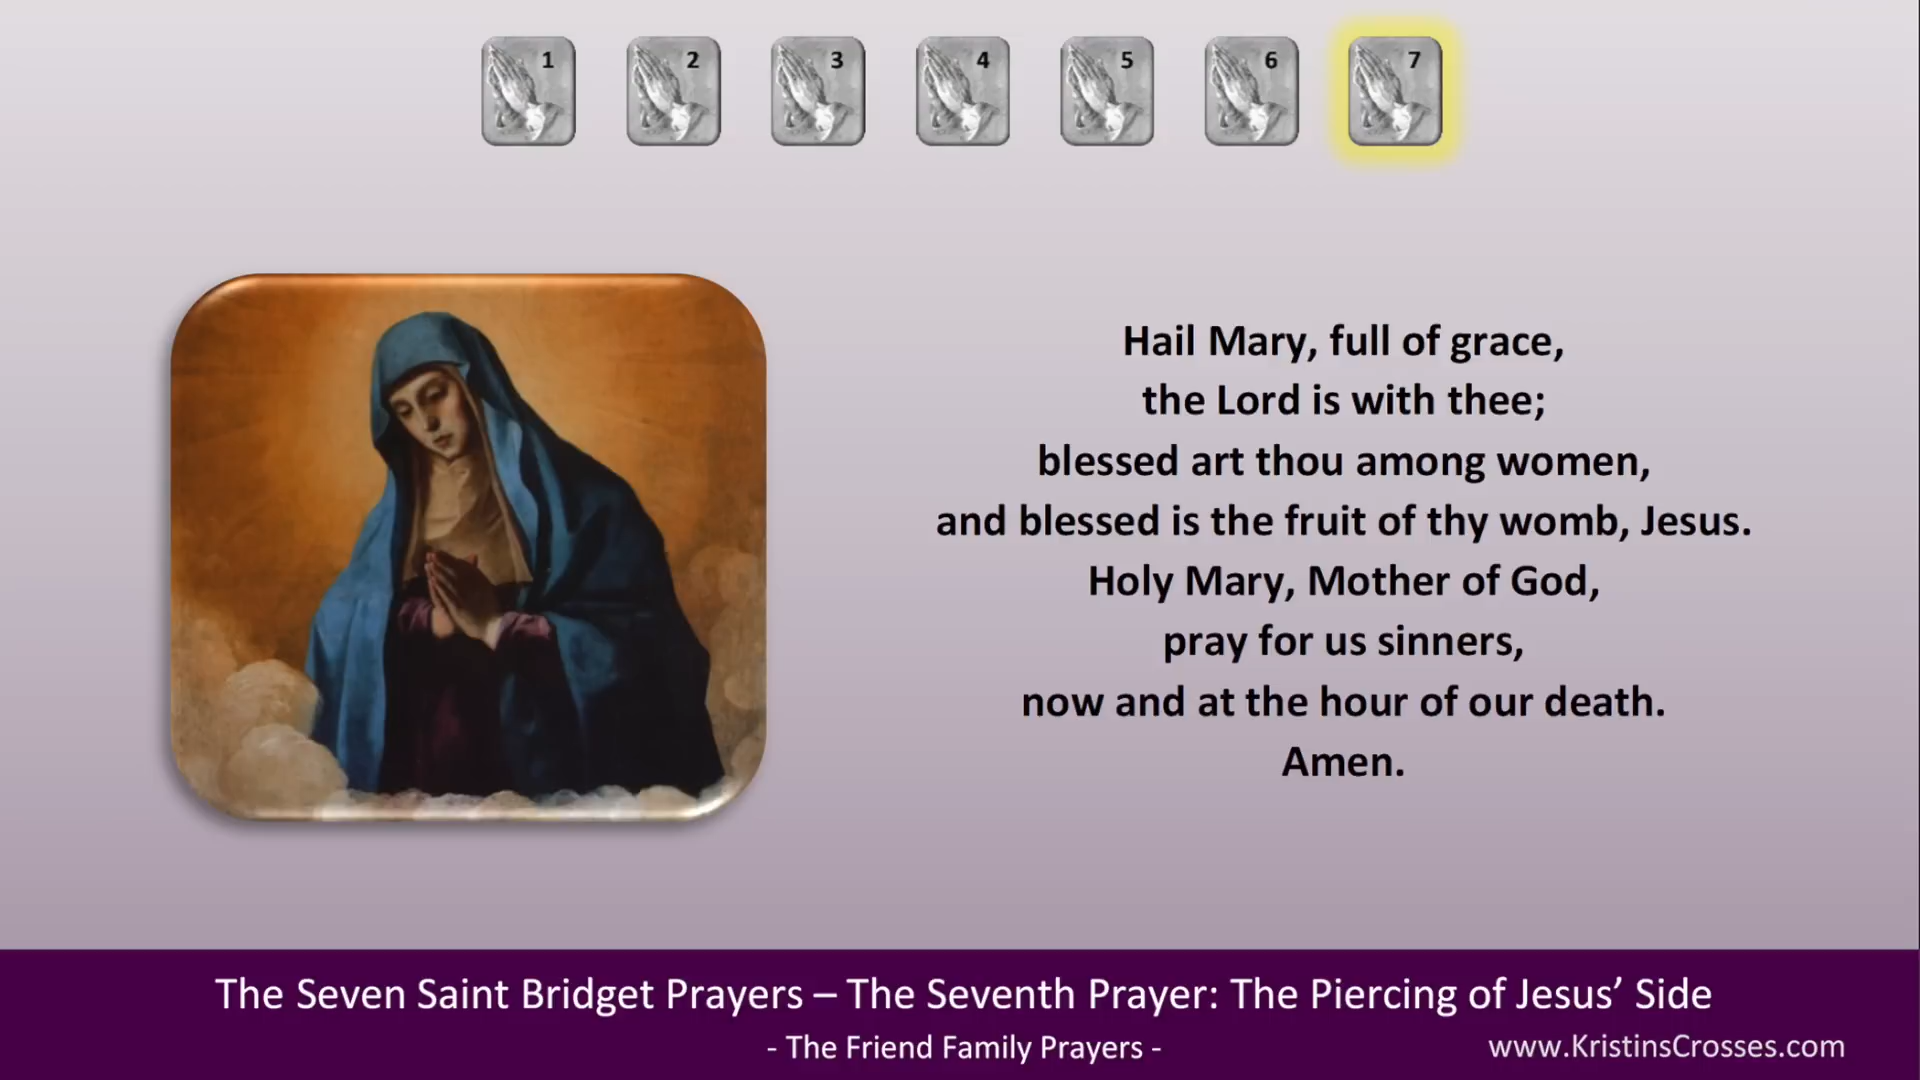 1 2 3 4 5 6 7
Hail Mary, full of grace,
the Lord is with thee;
blessed art thou among women,
and blessed is the fruit of thy womb, Jesus.
Holy Mary, Mother of God,
pray for us sinners,
now and at the hour of our death.
Amen.
The Seven Saint Bridget Prayers – The Seventh Prayer: The Piercing of Jesus’ Side
- The Friend Family Prayers -
www.KristinsCrosses.com